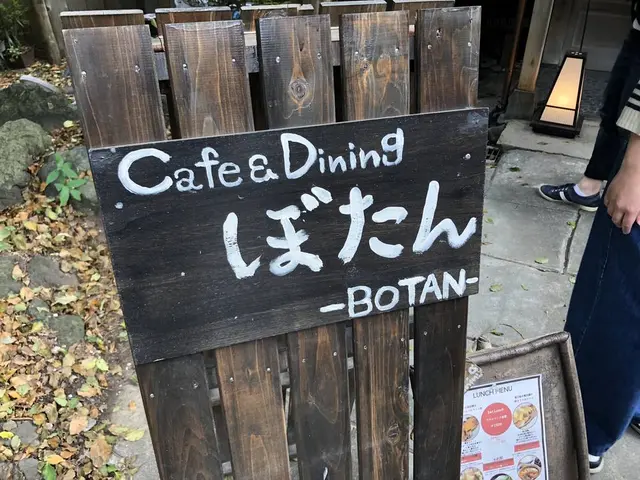 Cafe & Dining
ぼたん
-BOTAN-
LUNCH MENU